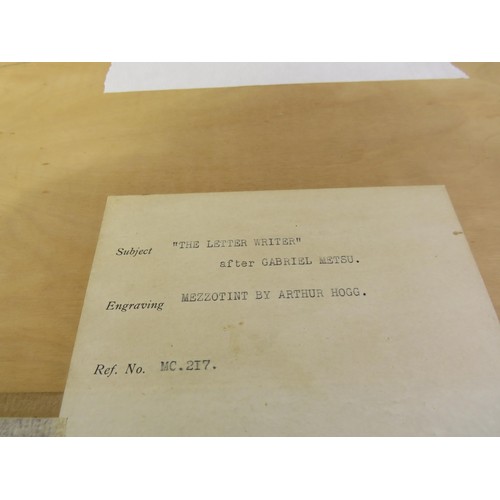 Subject "THE LETTER WRITER"
after GABRIEL METSU.
Engraving MEZZOTINT BY ARTHUR HOGG.
Ref. No. MC.217.